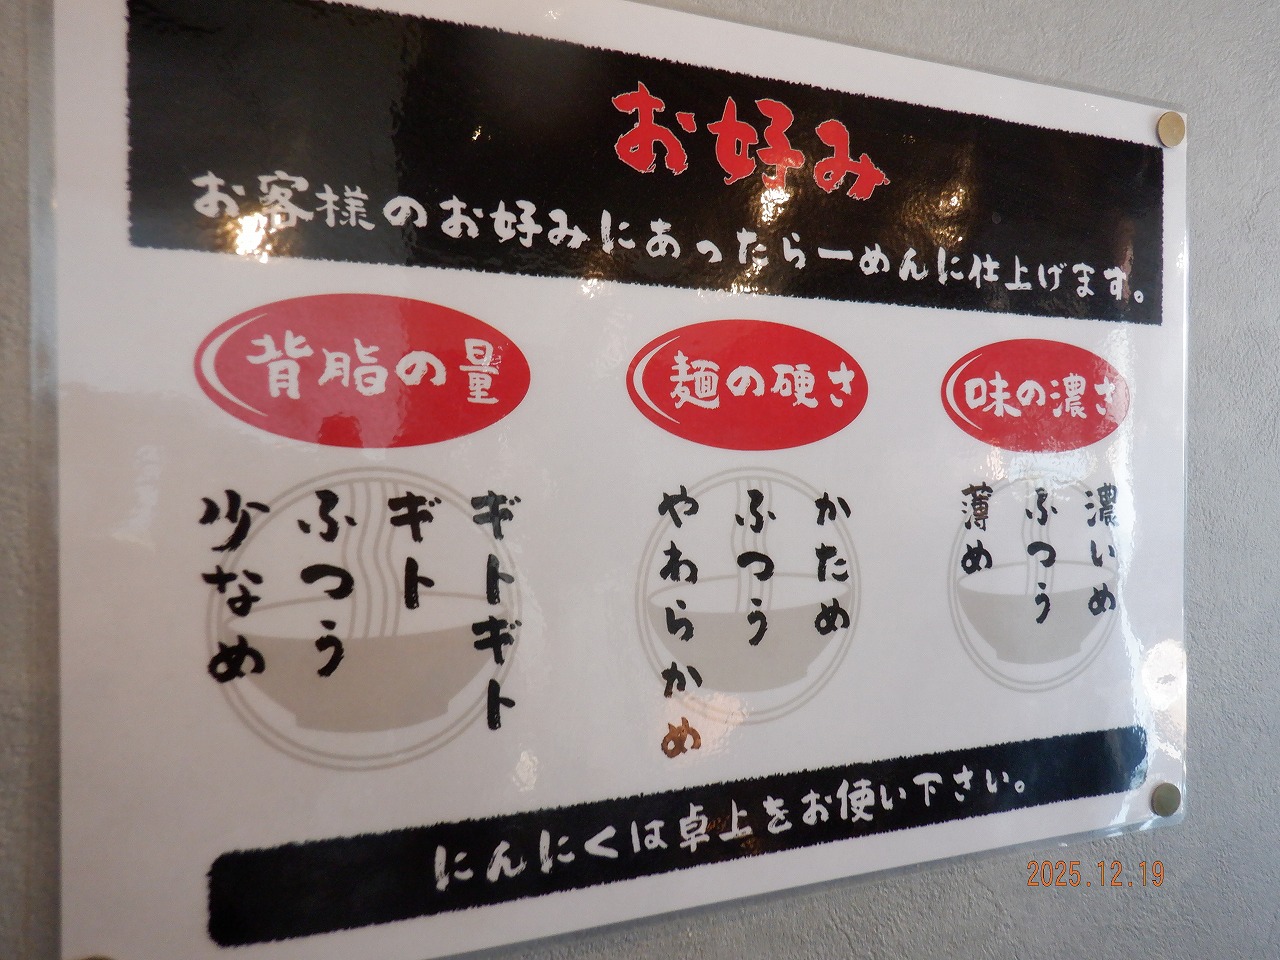 お好み
お客様のお好みにあったらーめんに仕上げます。
背脂の量
ギトギト
ギト
ふつう
少なめ
麺の硬さ
かため
ふつう
やわらかめ
味の濃さ
濃いめ
ふつう
薄め
にんにくは卓上をお使い下さい。
2025.12.19